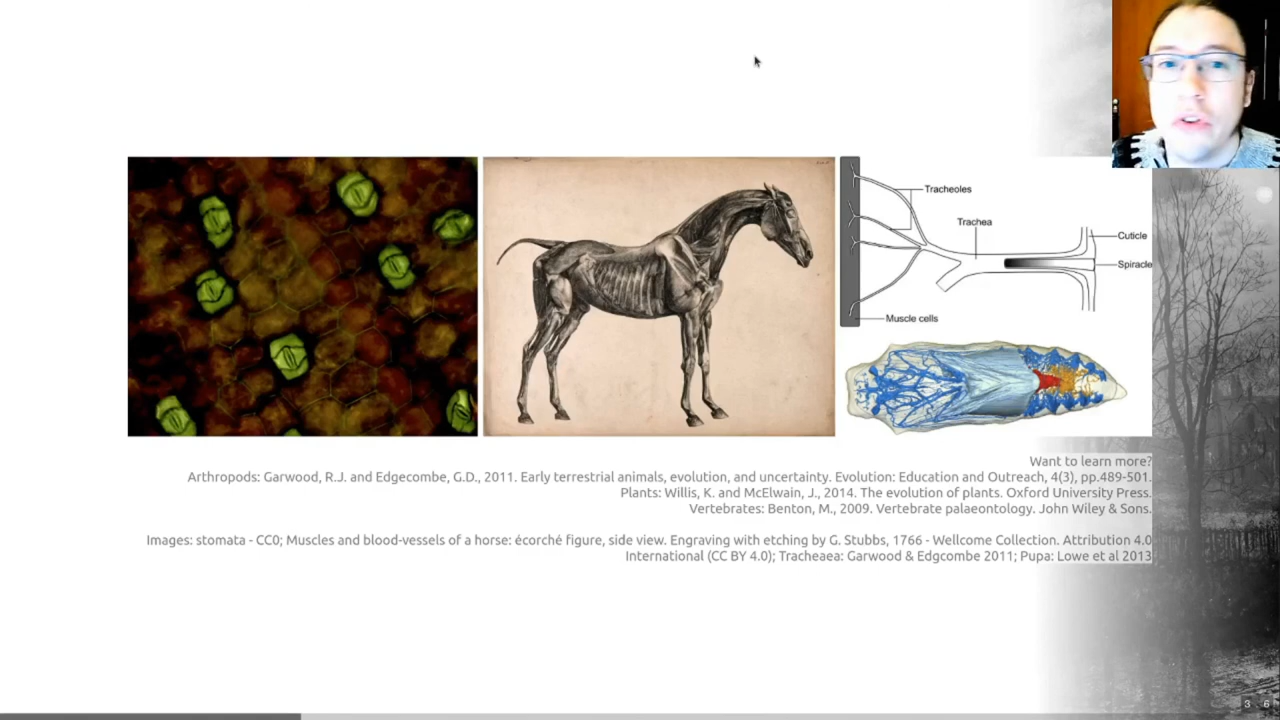 Tracheoles
Trachea
Cuticle
Spiracle
Muscle cells
Want to learn more?
Arthropods: Garwood, R.J. and Edgecombe, G.D., 2011. Early terrestrial animals, evolution, and uncertainty. Evolution: Education and Outreach, 4(3), pp.489-501.
Plants: Willis, K. and McElwain, J., 2014. The evolution of plants. Oxford University Press.
Vertebrates: Benton, M., 2009. Vertebrate palaeontology. John Wiley & Sons.
Images: stomata - CC0; Muscles and blood-vessels of a horse: écorché figure, side view. Engraving with etching by G. Stubbs, 1766 - Wellcome Collection. Attribution 4.0
International (CC BY 4.0); Tracheaea: Garwood & Edgcombe 2011; Pupa: Lowe et al 2013
3 6